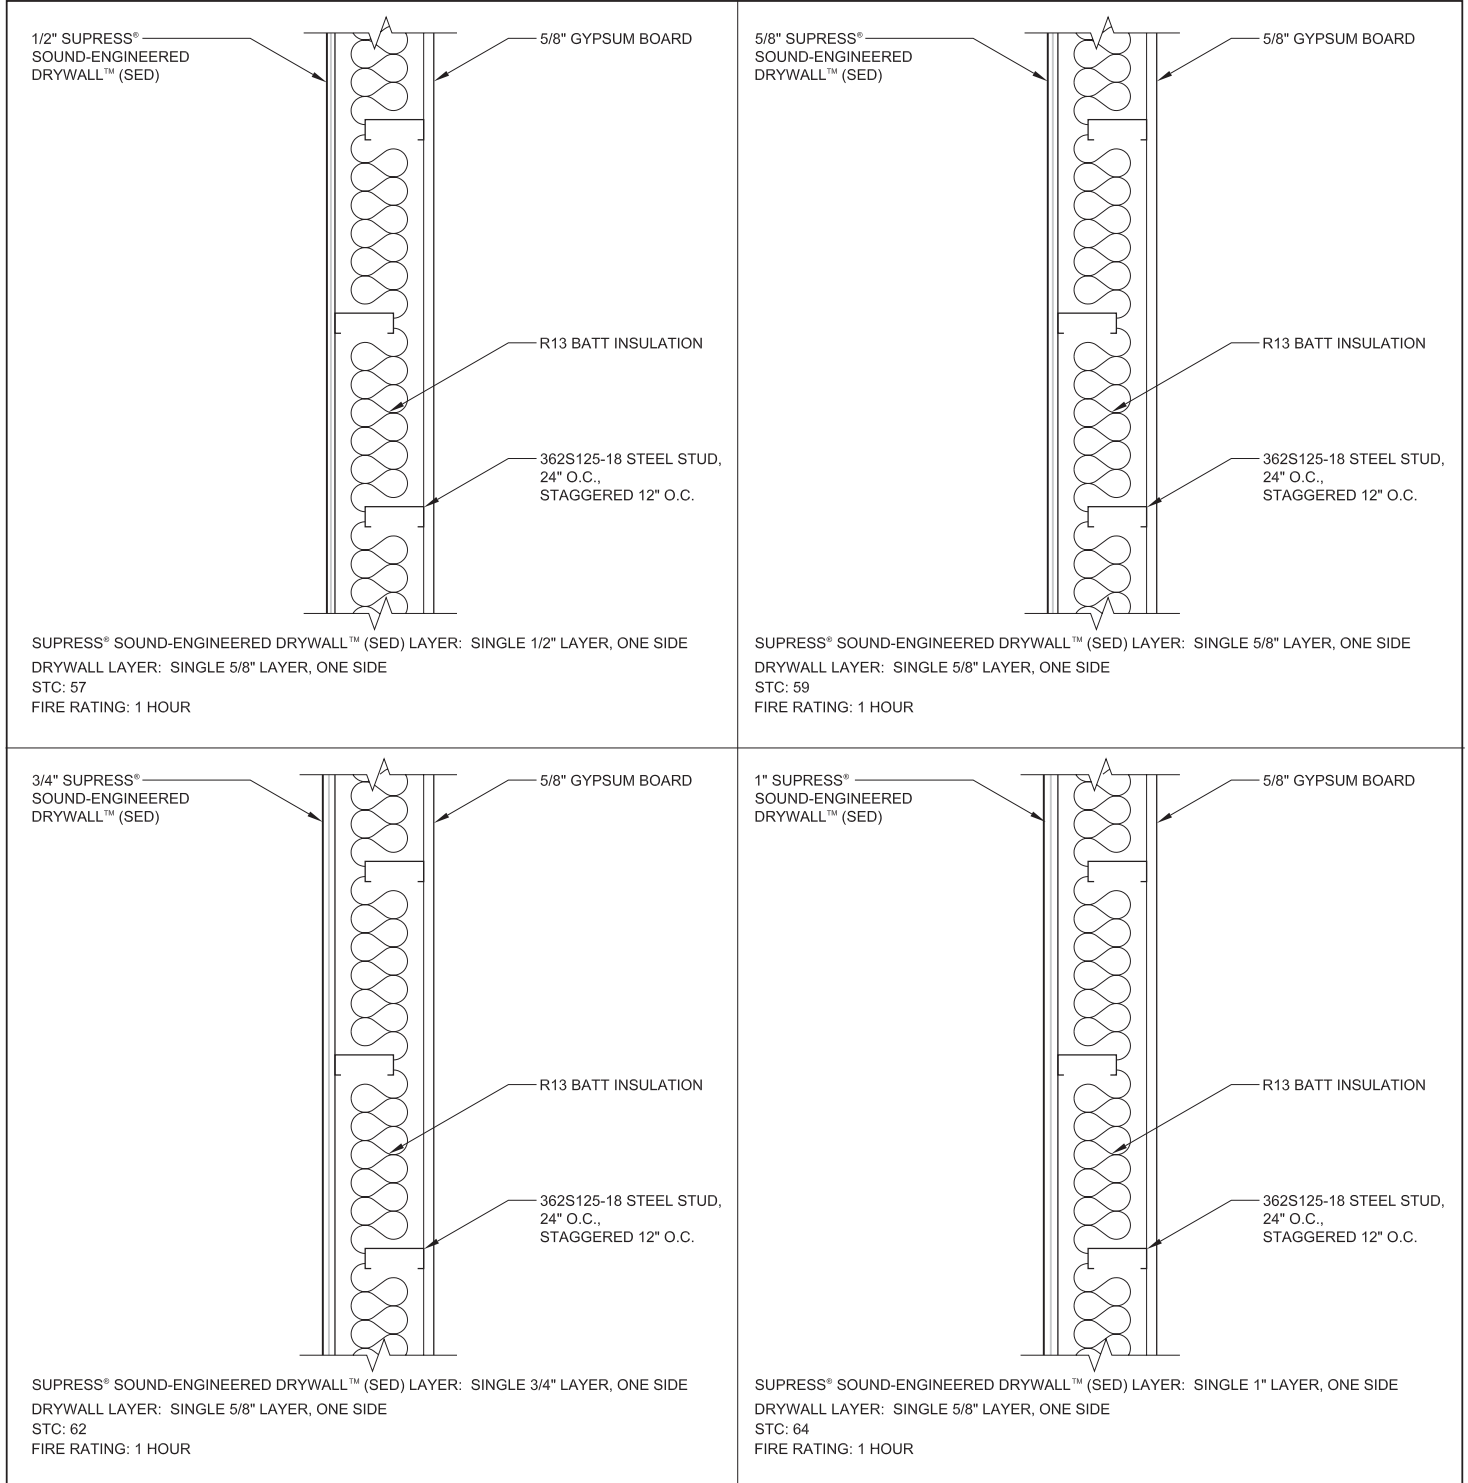 1/2" SUPRESS®
SOUND-ENGINEERED
DRYWALL™ (SED)
5/8" GYPSUM BOARD
R13 BATT INSULATION
362S125-18 STEEL STUD,
24" O.C.,
STAGGERED 12" O.C.
SUPRESS® SOUND-ENGINEERED DRYWALL™ (SED) LAYER: SINGLE 1/2" LAYER, ONE SIDE
DRYWALL LAYER: SINGLE 5/8" LAYER, ONE SIDE
STC: 57
FIRE RATING: 1 HOUR
5/8" SUPRESS®
SOUND-ENGINEERED
DRYWALL™ (SED)
5/8" GYPSUM BOARD
R13 BATT INSULATION
362S125-18 STEEL STUD,
24" O.C.,
STAGGERED 12" O.C.
SUPRESS® SOUND-ENGINEERED DRYWALL™ (SED) LAYER: SINGLE 5/8" LAYER, ONE SIDE
DRYWALL LAYER: SINGLE 5/8" LAYER, ONE SIDE
STC: 59
FIRE RATING: 1 HOUR
3/4" SUPRESS®
SOUND-ENGINEERED
DRYWALL™ (SED)
5/8" GYPSUM BOARD
R13 BATT INSULATION
362S125-18 STEEL STUD,
24" O.C.,
STAGGERED 12" O.C.
SUPRESS® SOUND-ENGINEERED DRYWALL™ (SED) LAYER: SINGLE 3/4" LAYER, ONE SIDE
DRYWALL LAYER: SINGLE 5/8" LAYER, ONE SIDE
STC: 62
FIRE RATING: 1 HOUR
1" SUPRESS®
SOUND-ENGINEERED
DRYWALL™ (SED)
5/8" GYPSUM BOARD
R13 BATT INSULATION
362S125-18 STEEL STUD,
24" O.C.,
STAGGERED 12" O.C.
SUPRESS® SOUND-ENGINEERED DRYWALL™ (SED) LAYER: SINGLE 1" LAYER, ONE SIDE
DRYWALL LAYER: SINGLE 5/8" LAYER, ONE SIDE
STC: 64
FIRE RATING: 1 HOUR